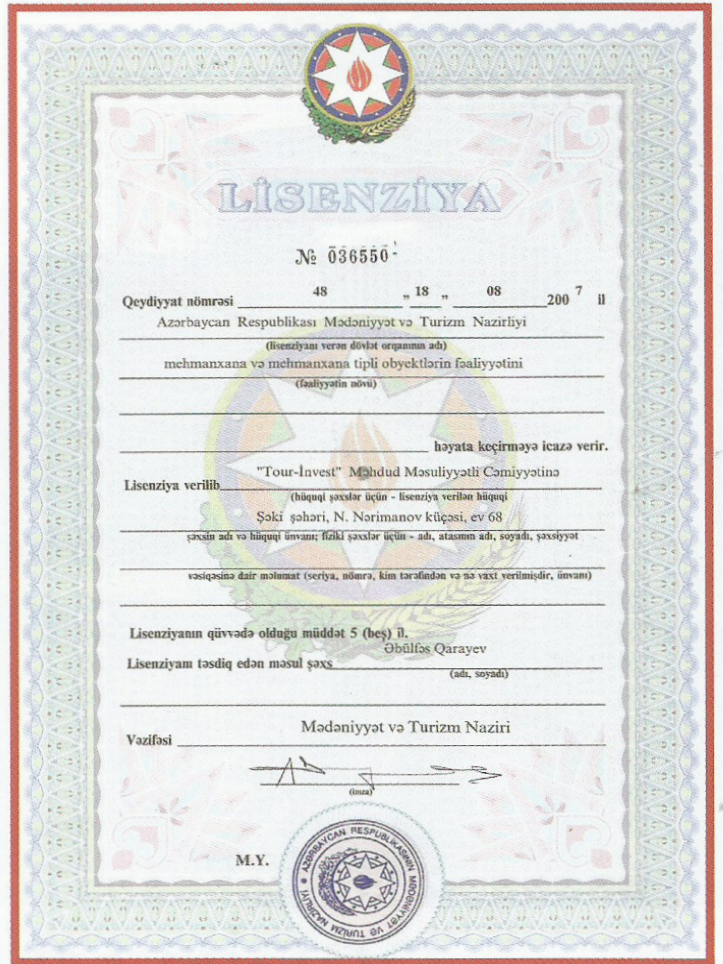 LİSENZİYA
№ 036550
Qeydiyyat nömrəsi 48 „ 18 „ 08 200 7 il
Azərbaycan Respublikası Mədəniyyət və Turizm Nazirliyi
(lisenziyanı verən dövlət orqanının adı)
mehmanxana və mehmanxana tipli obyektlərin fəaliyyətini
(fəaliyyətin növü)
həyata keçirməyə icazə verir.
"Tour-İnvest" Məhdud Məsuliyyətli Cəmiyyətinə
Lisenziya verilib
(hüquqi şəxslər üçün - lisenziya verilən hüquqi
Şəki şəhəri, N. Nərimanov küçəsi, ev 68
şəxsin adı və hüquqi ünvanı; fiziki şəxslər üçün - adı, atasının adı, soyadı, şəxsiyyət
vəsiqəsinə dair məlumat (seriya, nömrə, kim tərəfindən və nə vaxt verilmişdir, ünvanı)
Lisenziyanın qüvvədə olduğu müddət 5 (beş) il.
Əbülfəs Qarayev
Lisenziyanı təsdiq edən məsul şəxs
(adı, soyadı)
Vəzifəsi Mədəniyyət və Turizm Naziri
(imza)
M.Y.
AZƏRBAYCAN RESPUBLİKASININ MƏDƏNİYYƏT VƏ TURİZM NAZİRLİYİ